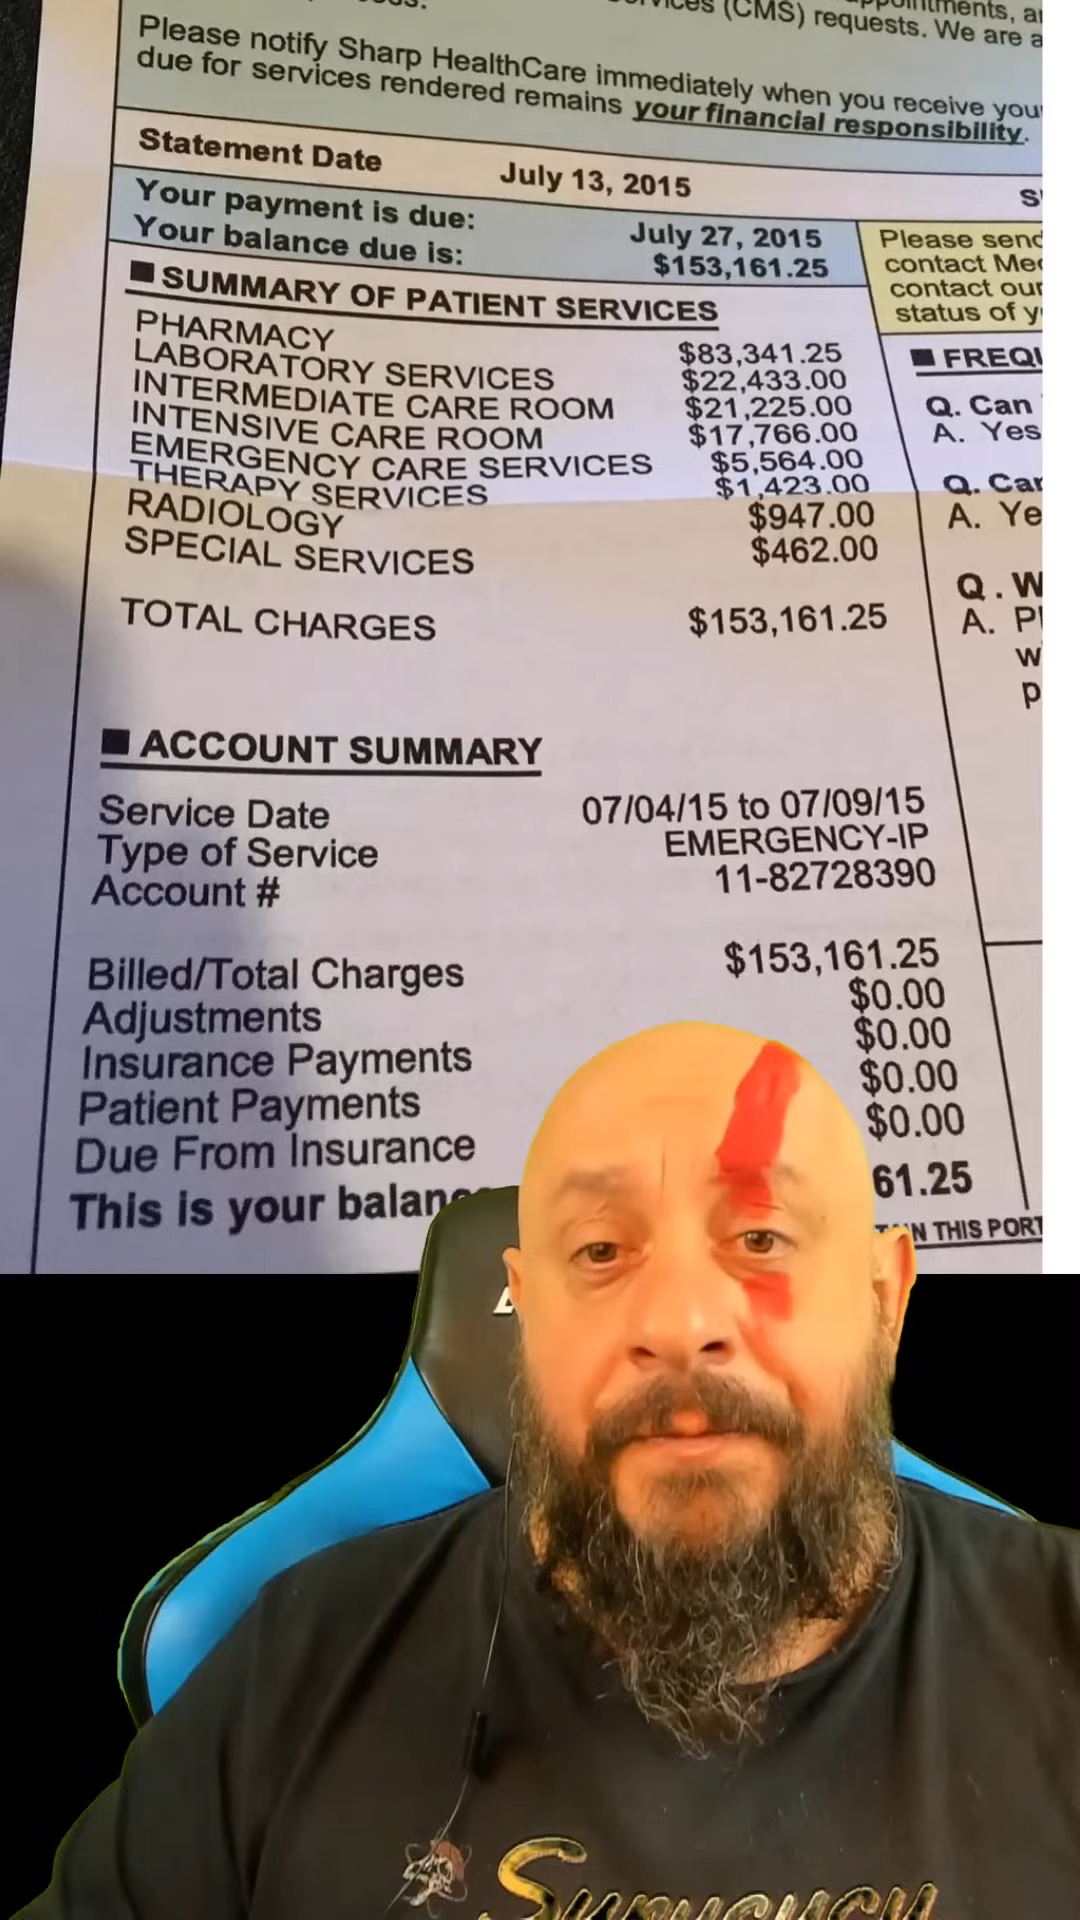 (CMS) requests. We are a
Please notify Sharp HealthCare immediately when you receive you
due for services rendered remains your financial responsibility.
Statement Date July 13, 2015
Your payment is due: July 27, 2015
Your balance due is: $153,161.25
Please send
contact Me
contact our
status of y
■ SUMMARY OF PATIENT SERVICES
PHARMACY $83,341.25
LABORATORY SERVICES $22,433.00
INTERMEDIATE CARE ROOM $21,225.00
INTENSIVE CARE ROOM $17,766.00
EMERGENCY CARE SERVICES $5,564.00
THERAPY SERVICES $1,423.00
RADIOLOGY $947.00
SPECIAL SERVICES $462.00
TOTAL CHARGES $153,161.25
■ FREQU
Q. Can
A. Yes
Q. Can
A. Ye
Q. W
A. Pl
w
p
■ ACCOUNT SUMMARY
Service Date 07/04/15 to 07/09/15
Type of Service EMERGENCY-IP
Account # 11-82728390
Billed/Total Charges $153,161.25
Adjustments $0.00
Insurance Payments $0.00
Patient Payments $0.00
Due From Insurance $0.00
This is your balanc 61.25
N THIS PORT